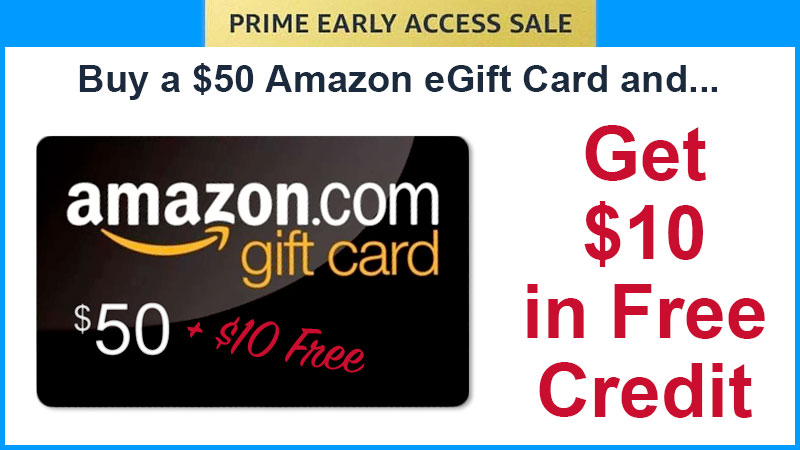 PRIME EARLY ACCESS SALE
Buy a $50 Amazon eGift Card and...
amazon.com
gift card
$50 + $10 Free
Get
$10
in Free
Credit